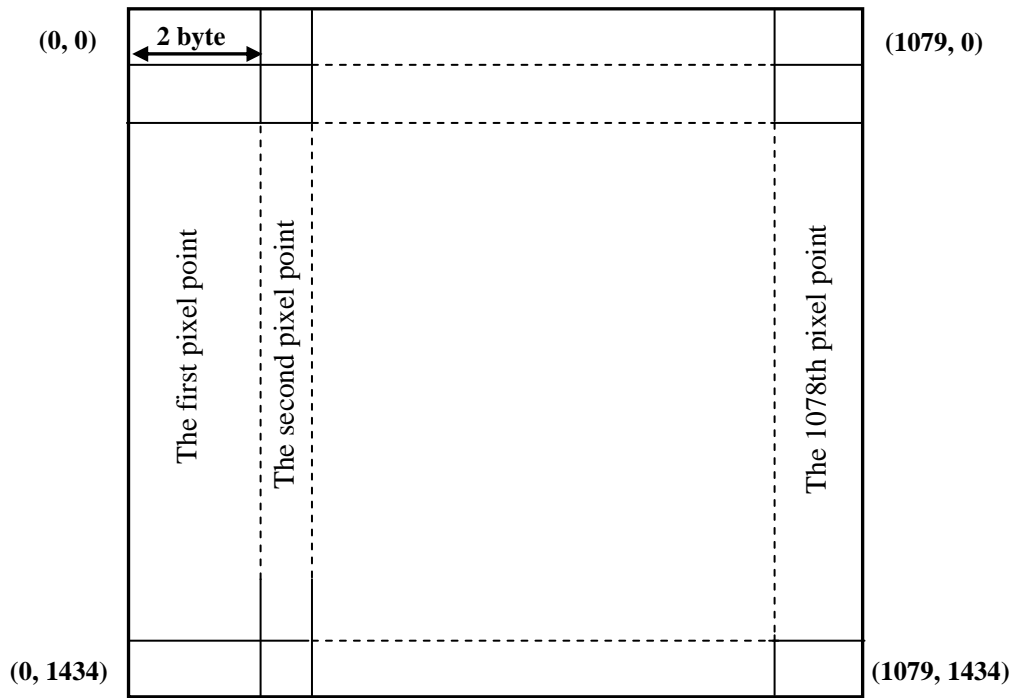 (0, 0)
2 byte
(1079, 0)
The first pixel point
The second pixel point
The 1078th pixel point
(0, 1434)
(1079, 1434)